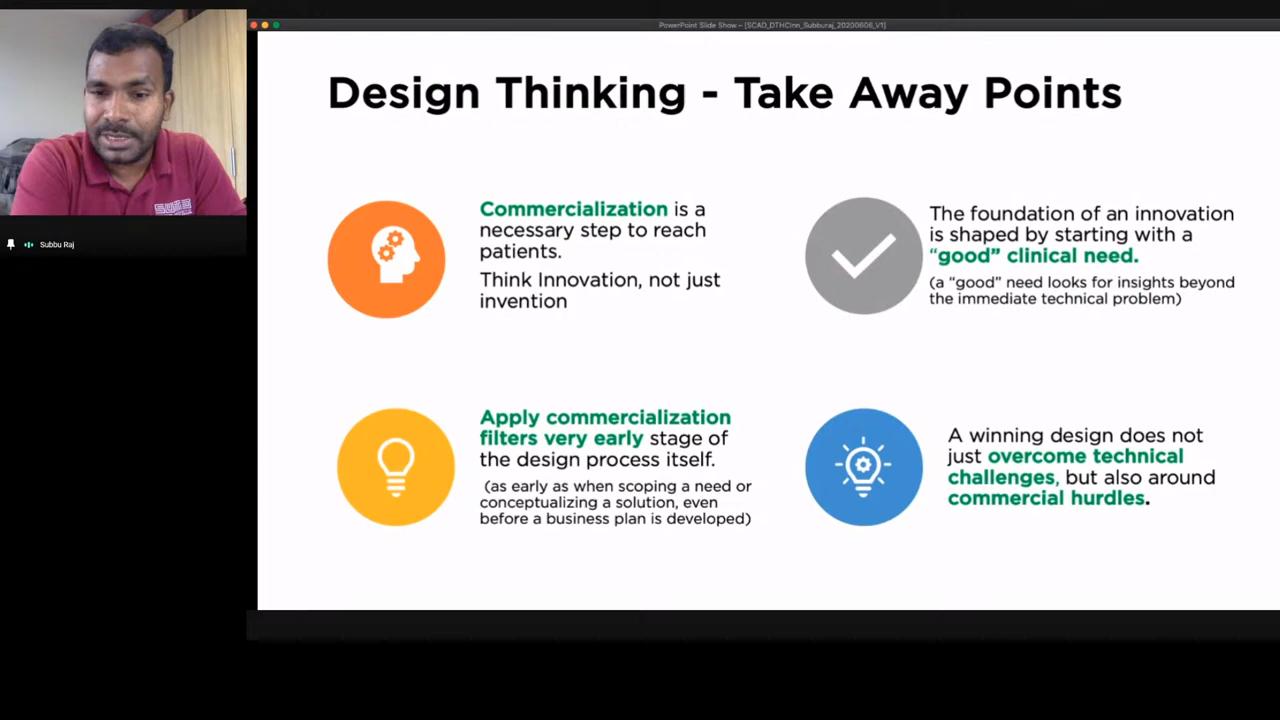 PowerPoint Slide Show – [SCAD_DTHCInn_Subburaj_20200606_V1]
Design Thinking - Take Away Points
Commercialization is a
necessary step to reach
patients.
Think Innovation, not just
invention
The foundation of an innovation
is shaped by starting with a
“good” clinical need.
(a “good” need looks for insights beyond
the immediate technical problem)
Apply commercialization
filters very early stage of
the design process itself.
(as early as when scoping a need or
conceptualizing a solution, even
before a business plan is developed)
A winning design does not
just overcome technical
challenges, but also around
commercial hurdles.
Subbu Raj